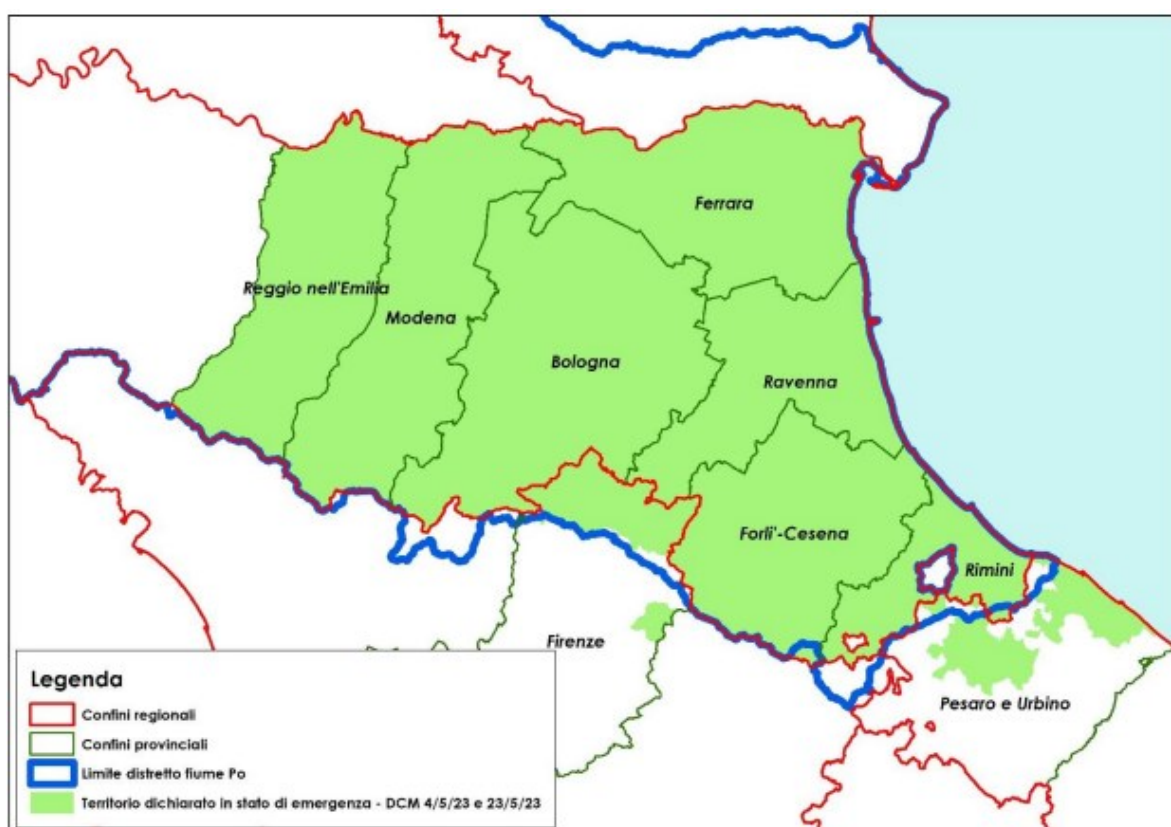 Ferrara
Reggio nell'Emilia
Modena
Bologna
Ravenna
Forli'-Cesena
Rimini
Firenze
Pesaro e Urbino
Legenda
Confini regionali
Confini provinciali
Limite distretto fiume Po
Territorio dichiarato in stato di emergenza - DCM 4/5/23 e 23/5/23